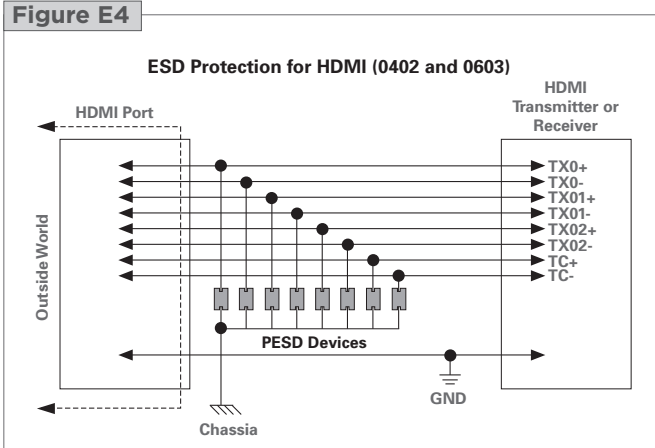 Figure E4
ESD Protection for HDMI (0402 and 0603)
HDMI Port
HDMI
Transmitter or
Receiver
Outside World
TX0+
TX0-
TX01+
TX01-
TX02+
TX02-
TC+
TC-
PESD Devices
GND
Chassia